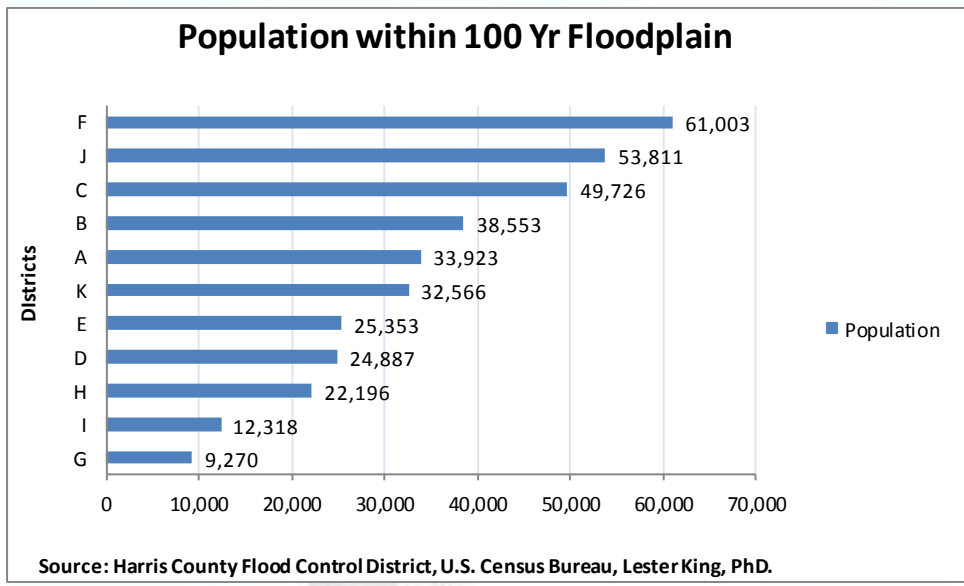 Population within 100 Yr Floodplain
DIstricts
F 61,003
J 53,811
C 49,726
B 38,553
A 33,923
K 32,566
E 25,353
D 24,887
H 22,196
I 12,318
G 9,270
Population
0 10,000 20,000 30,000 40,000 50,000 60,000 70,000
Source: Harris County Flood Control District, U.S. Census Bureau, Lester King, PhD.